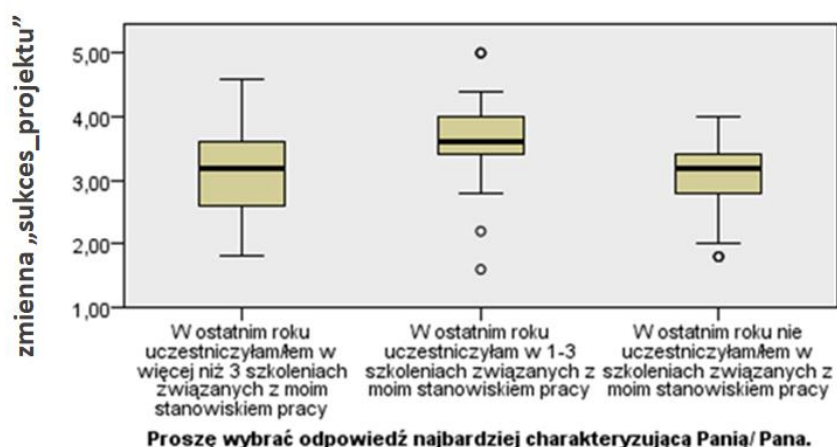 zmienna „sukces_projektu”
5,00
4,00
3,00
2,00
1,00
W ostatnim roku
uczestniczyłam/łem w
więcej niż 3 szkoleniach
związanych z moim
stanowiskiem pracy
W ostatnim roku
uczestniczyłam w 1-3
szkoleniach związanych z
moim stanowiskiem pracy
W ostatnim roku nie
uczestniczyłam/łem w
szkoleniach związanych z
moim stanowiskiem pracy
Proszę wybrać odpowiedź najbardziej charakteryzującą Panią/ Pana.